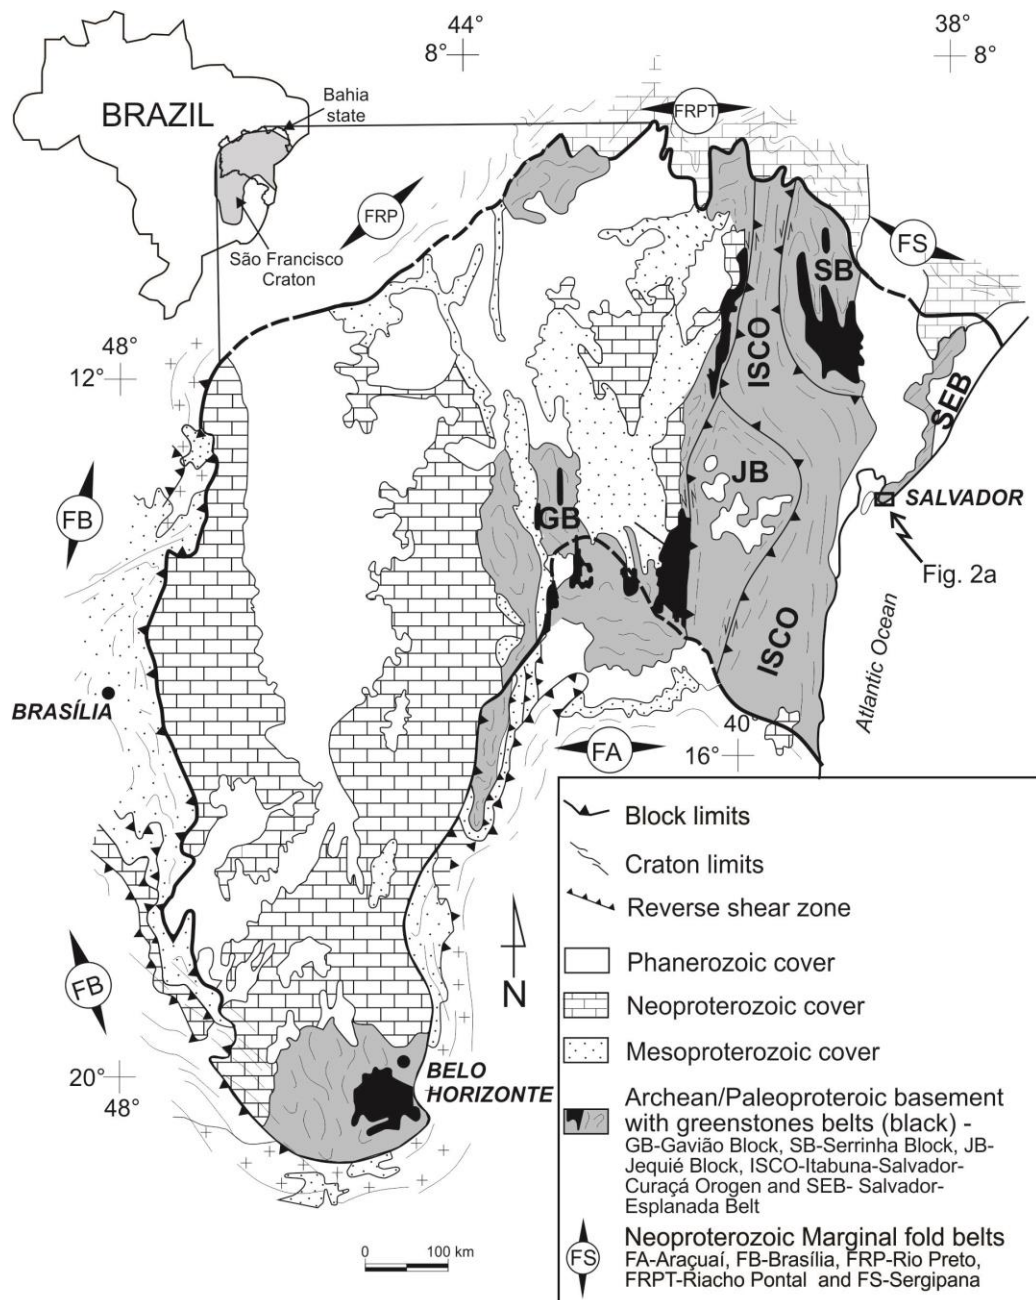 44°
8°
38°
8°
BRAZIL
Bahia
state
São Francisco
Craton
FRPT
FRP
FS
SB
ISCO
SEB
48°
12°
JB
GB
SALVADOR
Fig. 2a
FB
ISCO
Atlantic Ocean
BRASÍLIA
FA
40°
16°
FB
N
BELO
HORIZONTE
20°
48°
0 100 km
Block limits
Craton limits
Reverse shear zone
Phanerozoic cover
Neoproterozoic cover
Mesoproterozoic cover
Archean/Paleoproteroic basement
with greenstones belts (black) -
GB-Gavião Block, SB-Serrinha Block, JB-
Jequié Block, ISCO-Itabuna-Salvador-
Curaçá Orogen and SEB- Salvador-
Esplanada Belt
FS
Neoproterozoic Marginal fold belts
FA-Araçuaí, FB-Brasília, FRP-Rio Preto,
FRPT-Riacho Pontal and FS-Sergipana